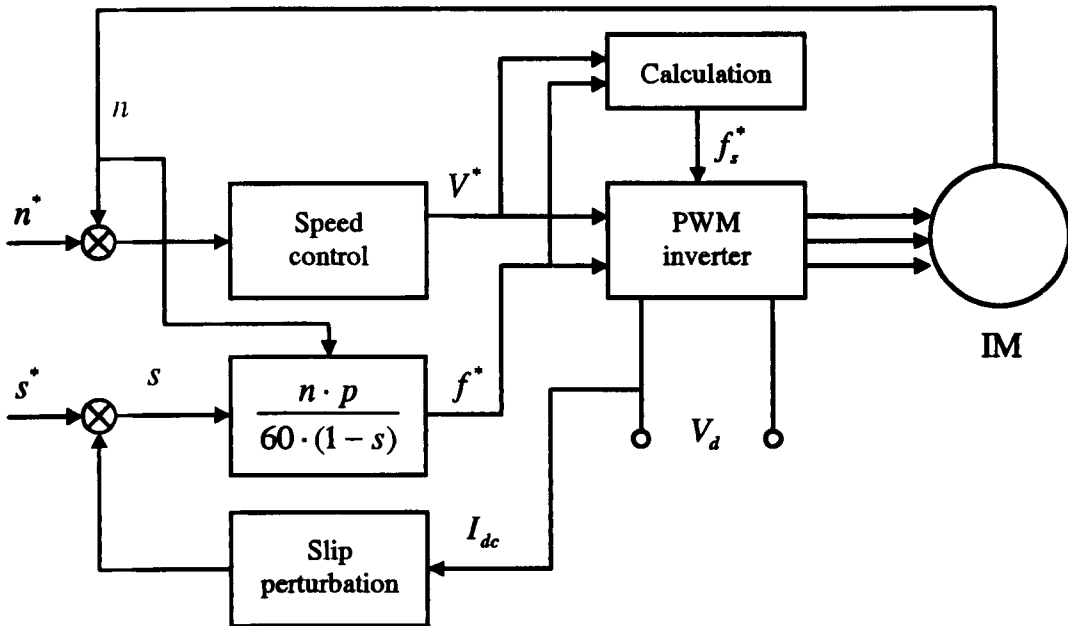 Calculation
n
f_s^*
V^*
n^*
Speed
control
PWM
inverter
IM
s^*
s
n · p
60 · (1 − s)
f^*
V_d
I_dc
Slip
perturbation